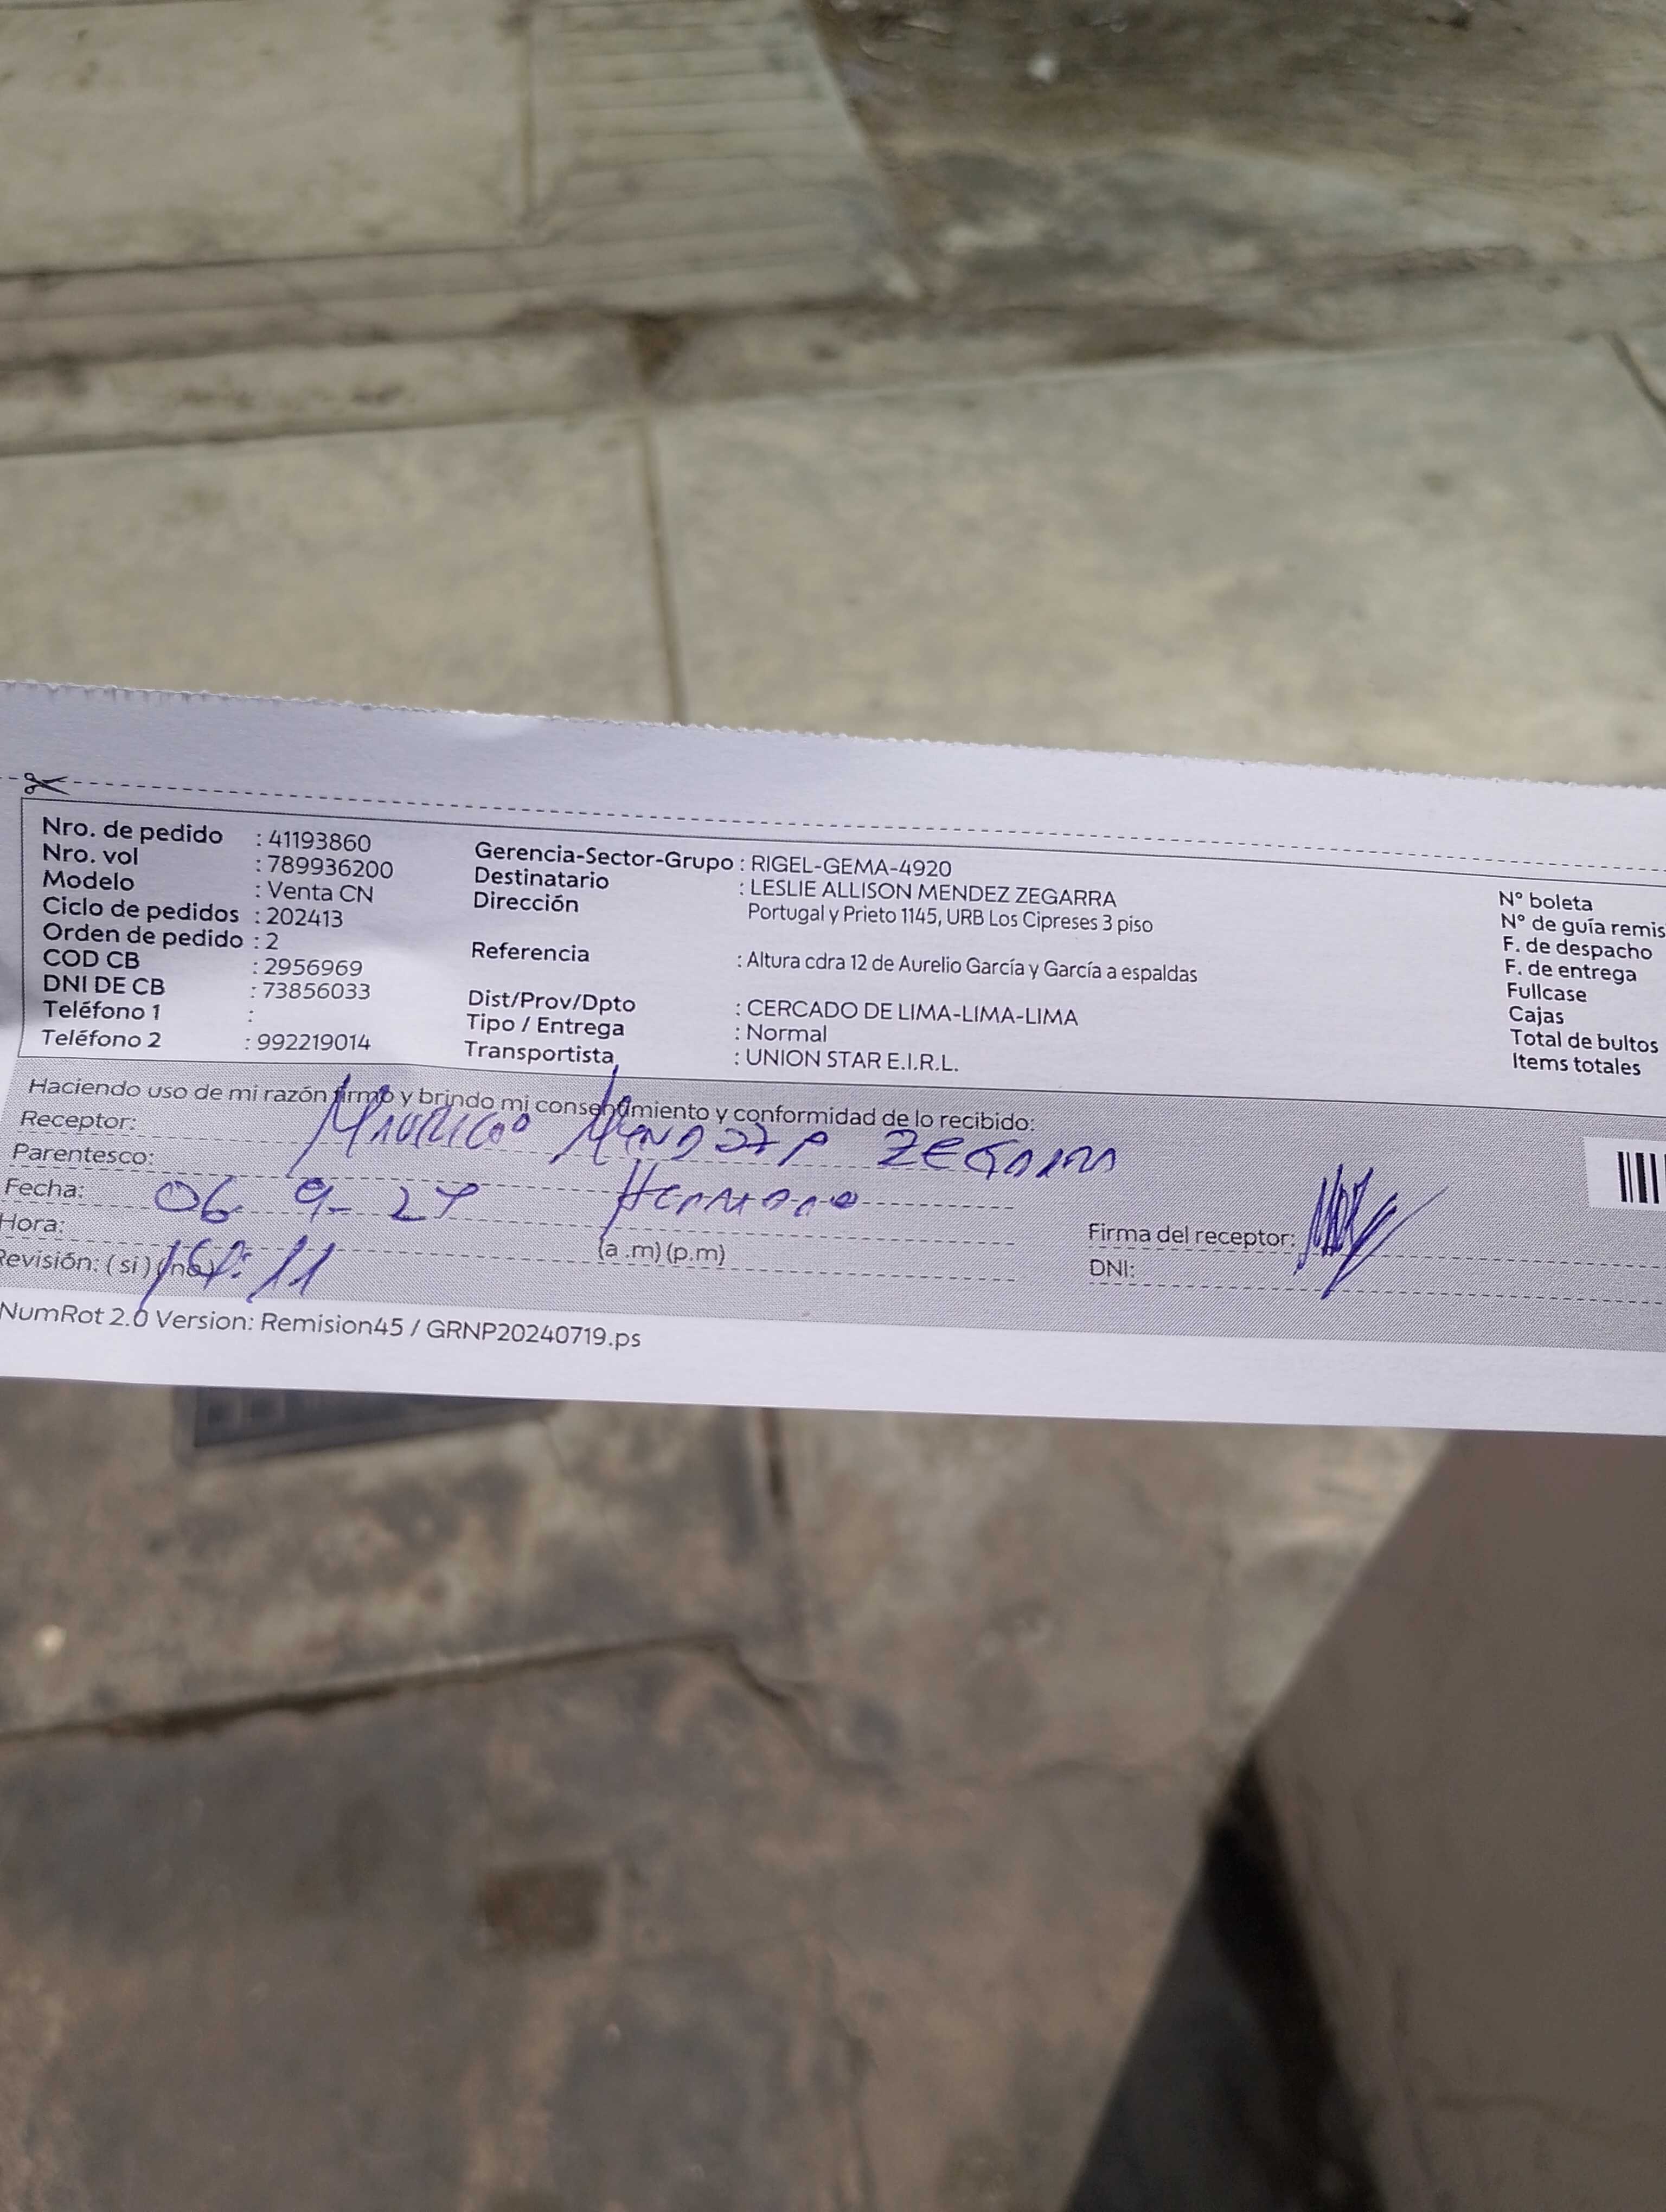 Nro. de pedido : 41193860
Nro. vol : 789936200
Modelo : Venta CN
Ciclo de pedidos : 202413
Orden de pedido : 2
COD CB : 2956969
DNI DE CB : 73856033
Teléfono 1 :
Teléfono 2 : 992219014
Gerencia-Sector-Grupo : RIGEL-GEMA-4920
Destinatario : LESLIE ALLISON MENDEZ ZEGARRA
Dirección Portugal y Prieto 1145, URB Los Cipreses 3 piso
Referencia : Altura cdra 12 de Aurelio García y García a espaldas
Dist/Prov/Dpto : CERCADO DE LIMA-LIMA-LIMA
Tipo / Entrega : Normal
Transportista : UNION STAR E.I.R.L.
N° boleta
N° de guía remis
F. de despacho
F. de entrega
Fullcase
Cajas
Total de bultos
Items totales
Haciendo uso de mi razón firmo y brindo mi consentimiento y conformidad de lo recibido:
Receptor: ZEGARRA
Parentesco: HERMANO
Fecha: 06 9-
Hora: (a .m) (p.m)
Revisión: ( si ) (no)
Firma del receptor:
DNI:
NumRot 2.0 Version: Remision45 / GRNP20240719.ps